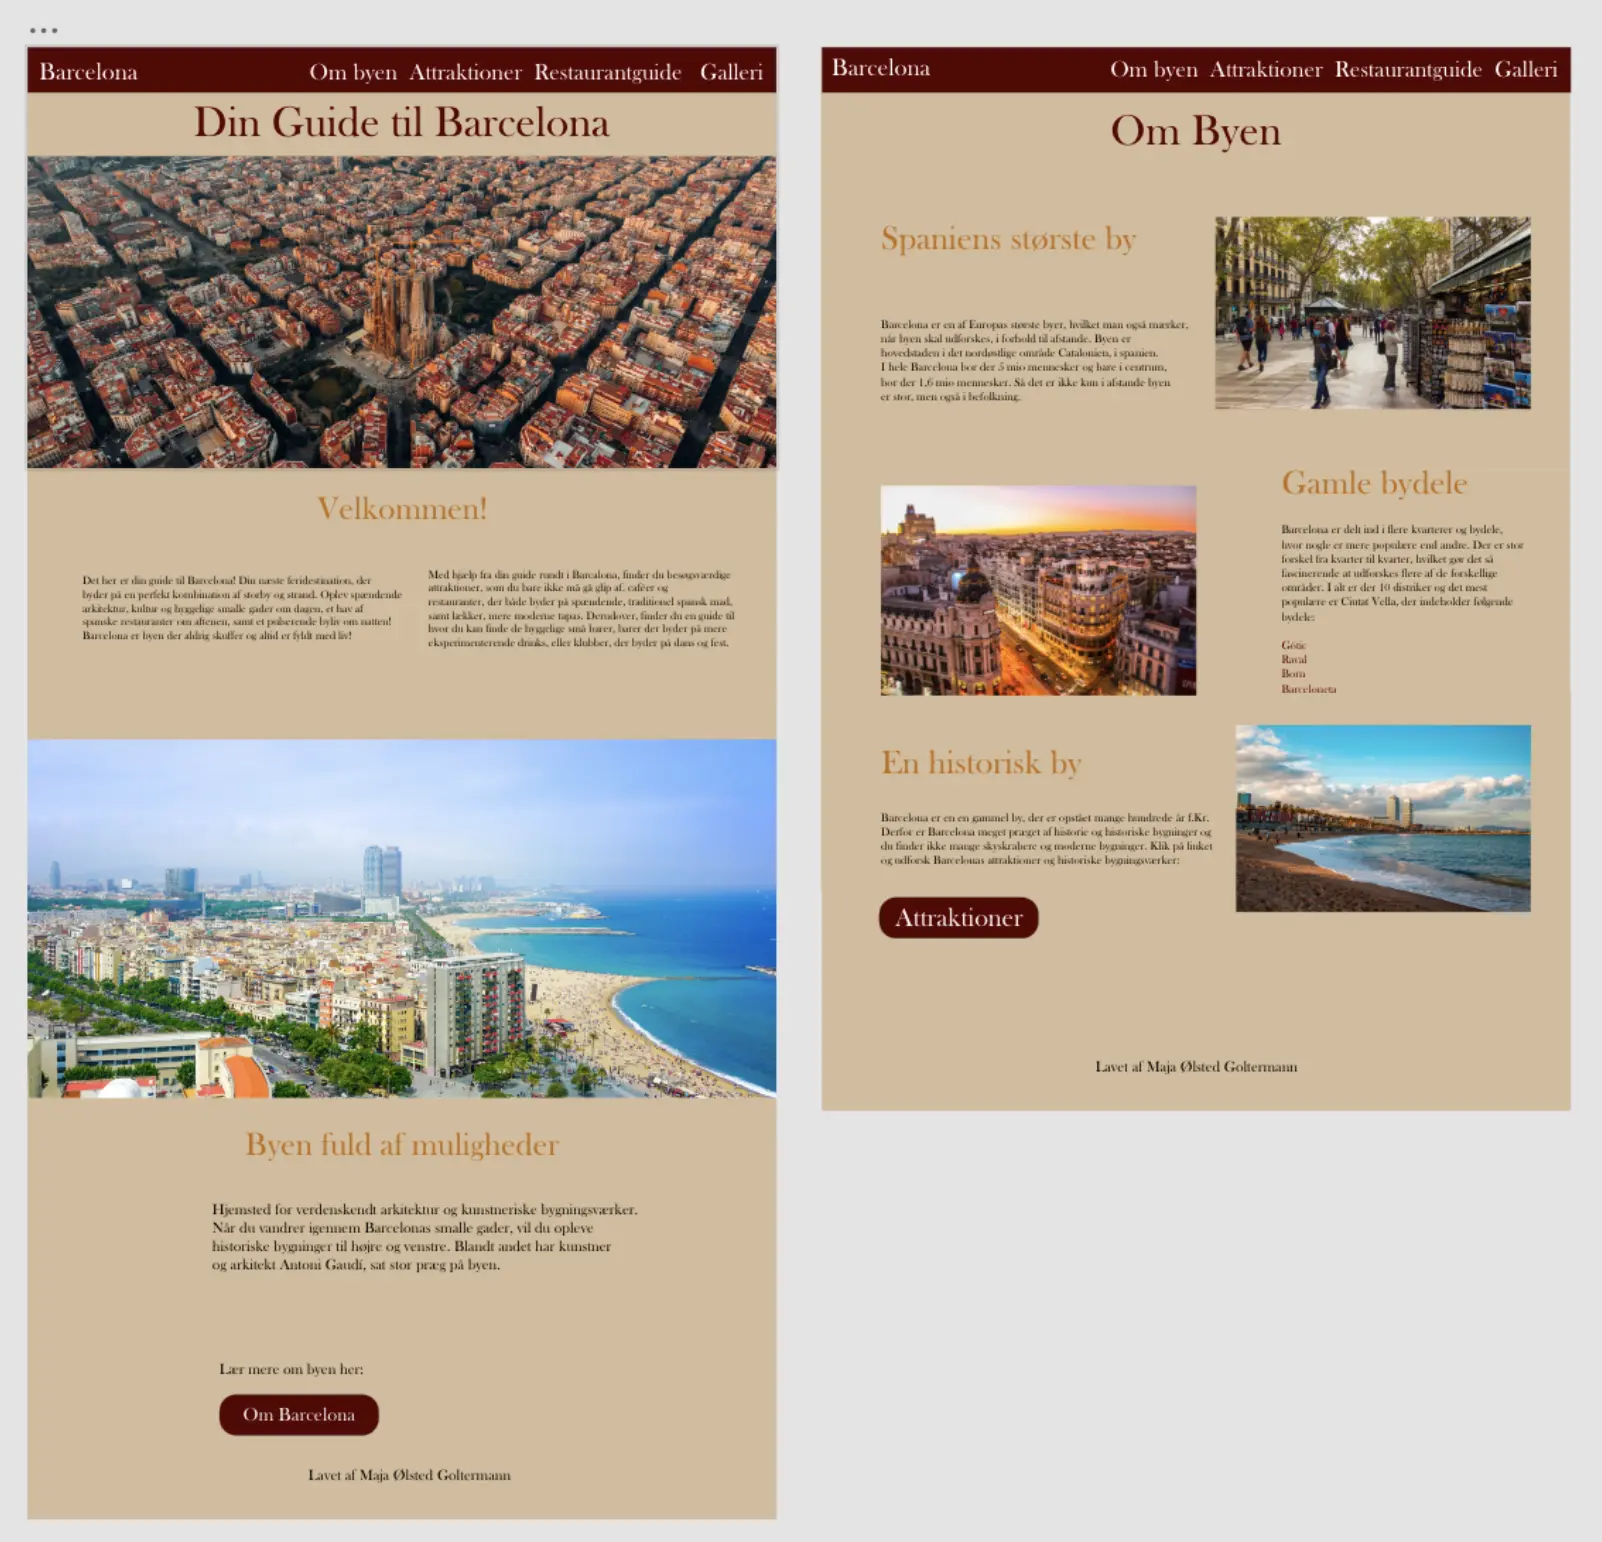 Barcelona
Om byen Attraktioner Restaurantguide Galleri
Din Guide til Barcelona
Velkommen!
Det her er din guide til Barcelona! Din næste feridestination, der
byder på en perfekt kombination af storby og strand. Oplev spændende
arkitektur, kultur og hyggelige smalle gader om dagen, et hav af
spanske restauranter om aftenen, samt et pulserende byliv om natten!
Barcelona er byen der aldrig skuffer og altid er fyldt med liv!
Med hjælp fra din guide rundt i Barcalona, finder du besøgsværdige
attraktioner, som du bare ikke må gå glip af. caféer og
restauranter, der både byder på spændende, traditionel spansk mad,
samt lækker, mere moderne tapas. Derudover, finder du en guide til
hvor du kan finde de hyggelige små barer, barer der byder på mere
eksperimenterende drinks, eller klubber, der byder på dans og fest.
Byen fuld af muligheder
Hjemsted for verdenskendt arkitektur og kunstneriske bygningsværker.
Når du vandrer igennem Barcelonas smalle gader, vil du opleve
historiske bygninger til højre og venstre. Blandt andet har kunstner
og arkitekt Antoni Gaudí, sat stor præg på byen.
Lær mere om byen her:
Om Barcelona
Lavet af Maja Ølsted Goltermann
Barcelona
Om byen Attraktioner Restaurantguide Galleri
Om Byen
Spaniens største by
Barcelona er en af Europas største byer, hvilket man også mærker,
når byen skal udforskes, i forhold til afstande. Byen er
hovedstaden i det nordøstlige område Catalonien, i spanien.
I hele Barcelona bor der 5 mio mennesker og bare i centrum,
bor der 1,6 mio mennesker. Så det er ikke kun i afstande byen
er stor, men også i befolkning.
Gamle bydele
Barcelona er delt ind i flere kvarterer og bydele,
hvor nogle er mere populære end andre. Der er stor
forskel fra kvarter til kvarter, hvilket gør det så
fascinerende at udforskes flere af de forskellige
områder. I alt er der 10 distriker og det mest
populære er Ciutat Vella, der indeholder følgende
bydele:
Gótic
Raval
Born
Barceloneta
En historisk by
Barcelona er en en gammel by, der er opstået mange hundrede år f.Kr.
Derfor er Barcelona meget præget af historie og historiske bygninger og
du finder ikke mange skyskrabere og moderne bygninger. Klik på linket
og udforsk Barcelonas attraktioner og historiske bygningsværker:
Attraktioner
Lavet af Maja Ølsted Goltermann